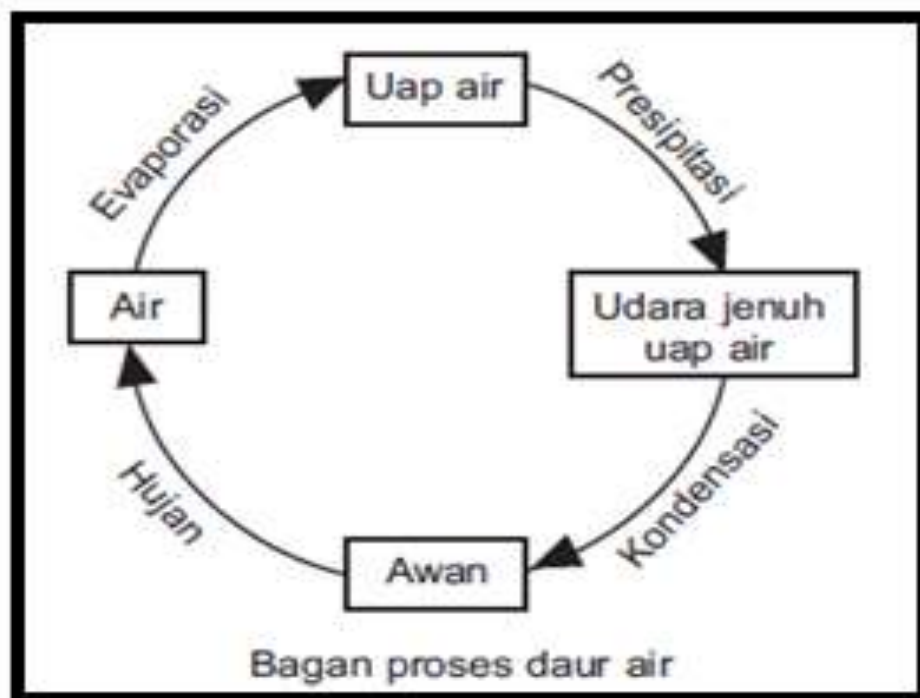 Uap air
Presipitasi
Udara jenuh
uap air
Kondensasi
Awan
Hujan
Air
Evaporasi
Bagan proses daur air